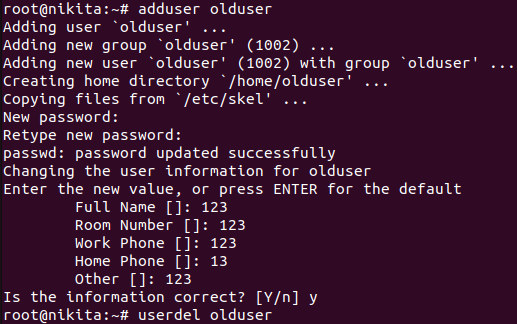 root@nikita:~# adduser olduser
Adding user `olduser' ...
Adding new group `olduser' (1002) ...
Adding new user `olduser' (1002) with group `olduser' ...
Creating home directory `/home/olduser' ...
Copying files from `/etc/skel' ...
New password:
Retype new password:
passwd: password updated successfully
Changing the user information for olduser
Enter the new value, or press ENTER for the default
        Full Name []: 123
        Room Number []: 123
        Work Phone []: 123
        Home Phone []: 13
        Other []: 123
Is the information correct? [Y/n] y
root@nikita:~# userdel olduser